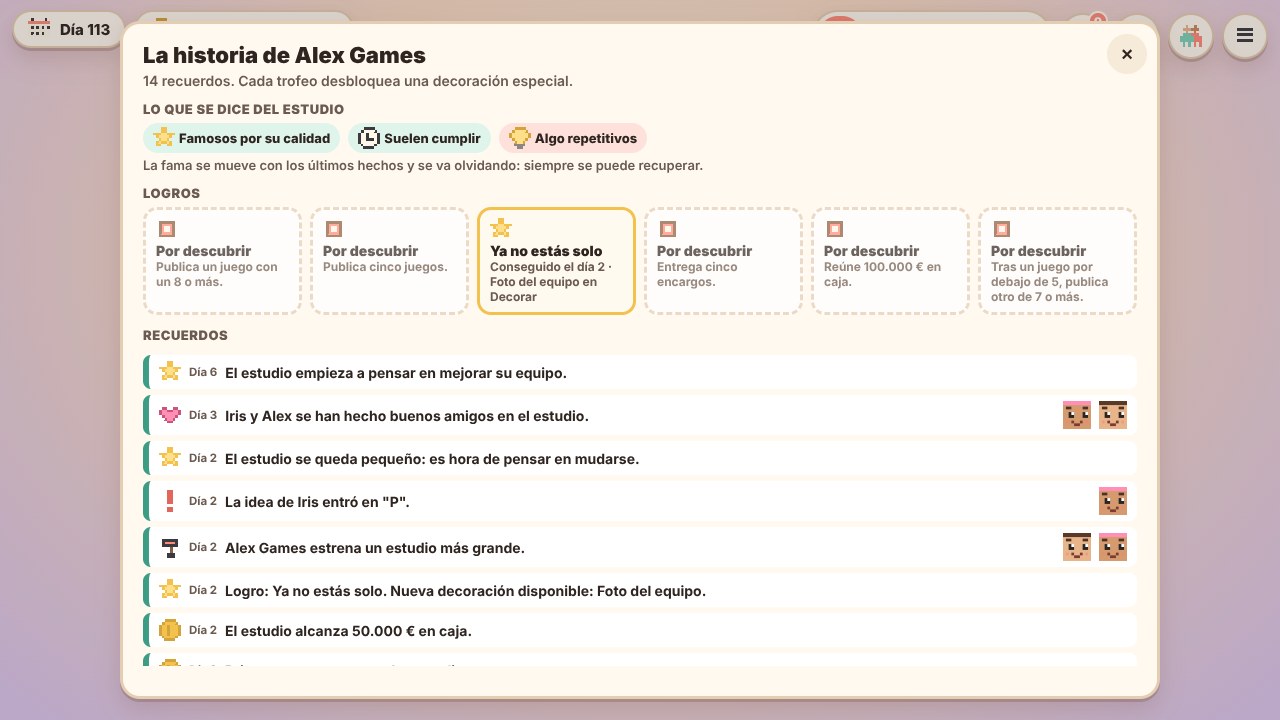 Día 113
La historia de Alex Games
14 recuerdos. Cada trofeo desbloquea una decoración especial.
LO QUE SE DICE DEL ESTUDIO
Famosos por su calidad
Suelen cumplir
Algo repetitivos
La fama se mueve con los últimos hechos y se va olvidando: siempre se puede recuperar.
LOGROS
Por descubrir
Publica un juego con
un 8 o más.
Por descubrir
Publica cinco juegos.
Ya no estás solo
Conseguido el día 2 ·
Foto del equipo en
Decorar
Por descubrir
Entrega cinco
encargos.
Por descubrir
Reúne 100.000 € en
caja.
Por descubrir
Tras un juego por
debajo de 5, publica
otro de 7 o más.
RECUERDOS
Día 6 El estudio empieza a pensar en mejorar su equipo.
Día 3 Iris y Alex se han hecho buenos amigos en el estudio.
Día 2 El estudio se queda pequeño: es hora de pensar en mudarse.
Día 2 La idea de Iris entró en "P".
Día 2 Alex Games estrena un estudio más grande.
Día 2 Logro: Ya no estás solo. Nueva decoración disponible: Foto del equipo.
Día 2 El estudio alcanza 50.000 € en caja.